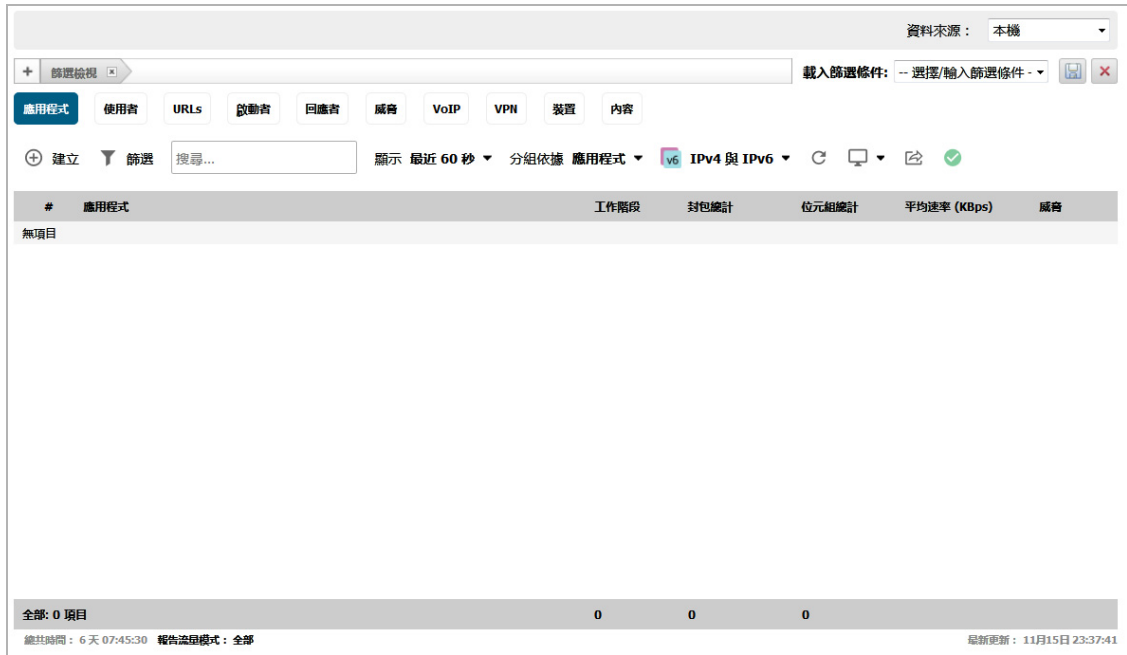 資料來源： 本機
+ 篩選檢視 載入篩選條件: -- 選擇/輸入篩選條件 -
應用程式 使用者 URLs 啟動者 回應者 威脅 VoIP VPN 裝置 內容
建立 篩選 搜尋... 顯示 最近 60 秒 分組依據 應用程式 v6 IPv4 與 IPv6
# 應用程式 工作階段 封包總計 位元組總計 平均速率 (KBps) 威脅
無項目
全部: 0 項目 0 0 0
總共時間： 6 天 07:45:30 報告流量模式： 全部 最新更新： 11月15日 23:37:41